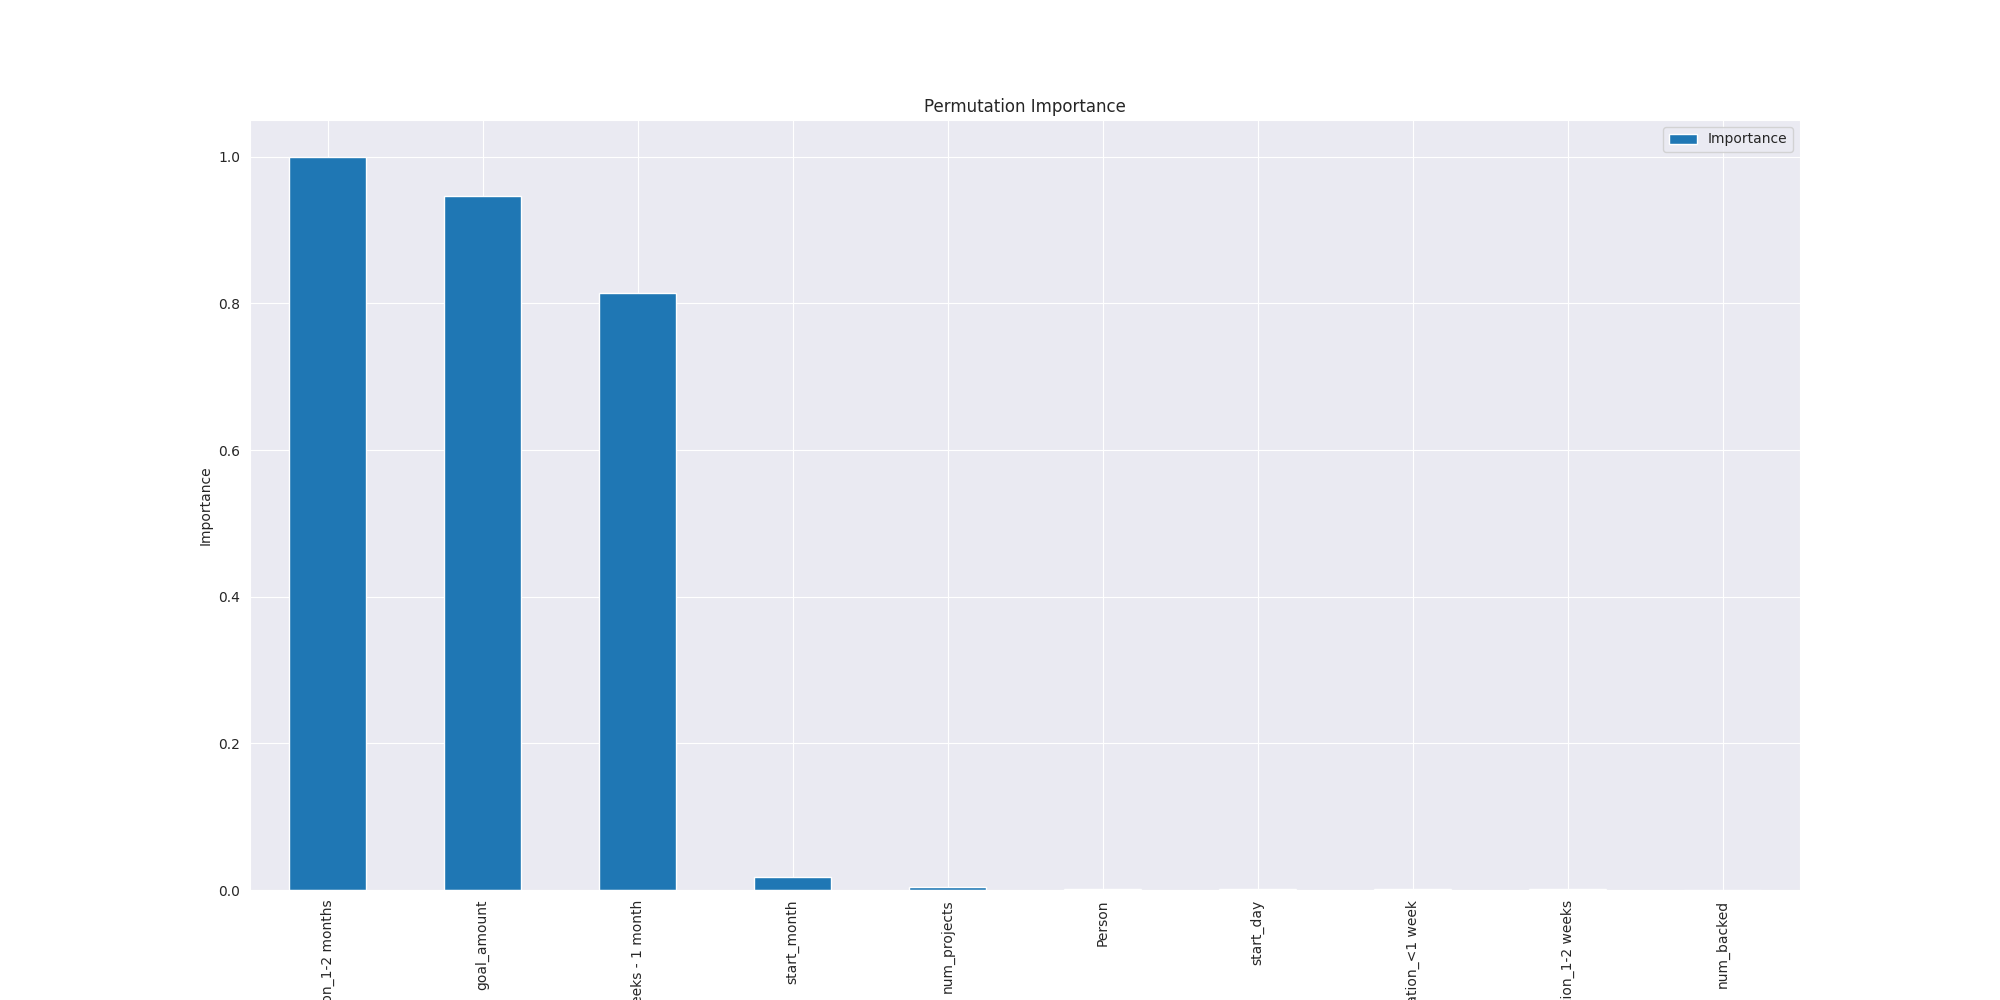 Permutation Importance
Importance
1.0
0.8
0.6
0.4
0.2
0.0
Importance
on_1-2 months
goal_amount
eeks - 1 month
start_month
num_projects
Person
start_day
ation_<1 week
ion_1-2 weeks
num_backed